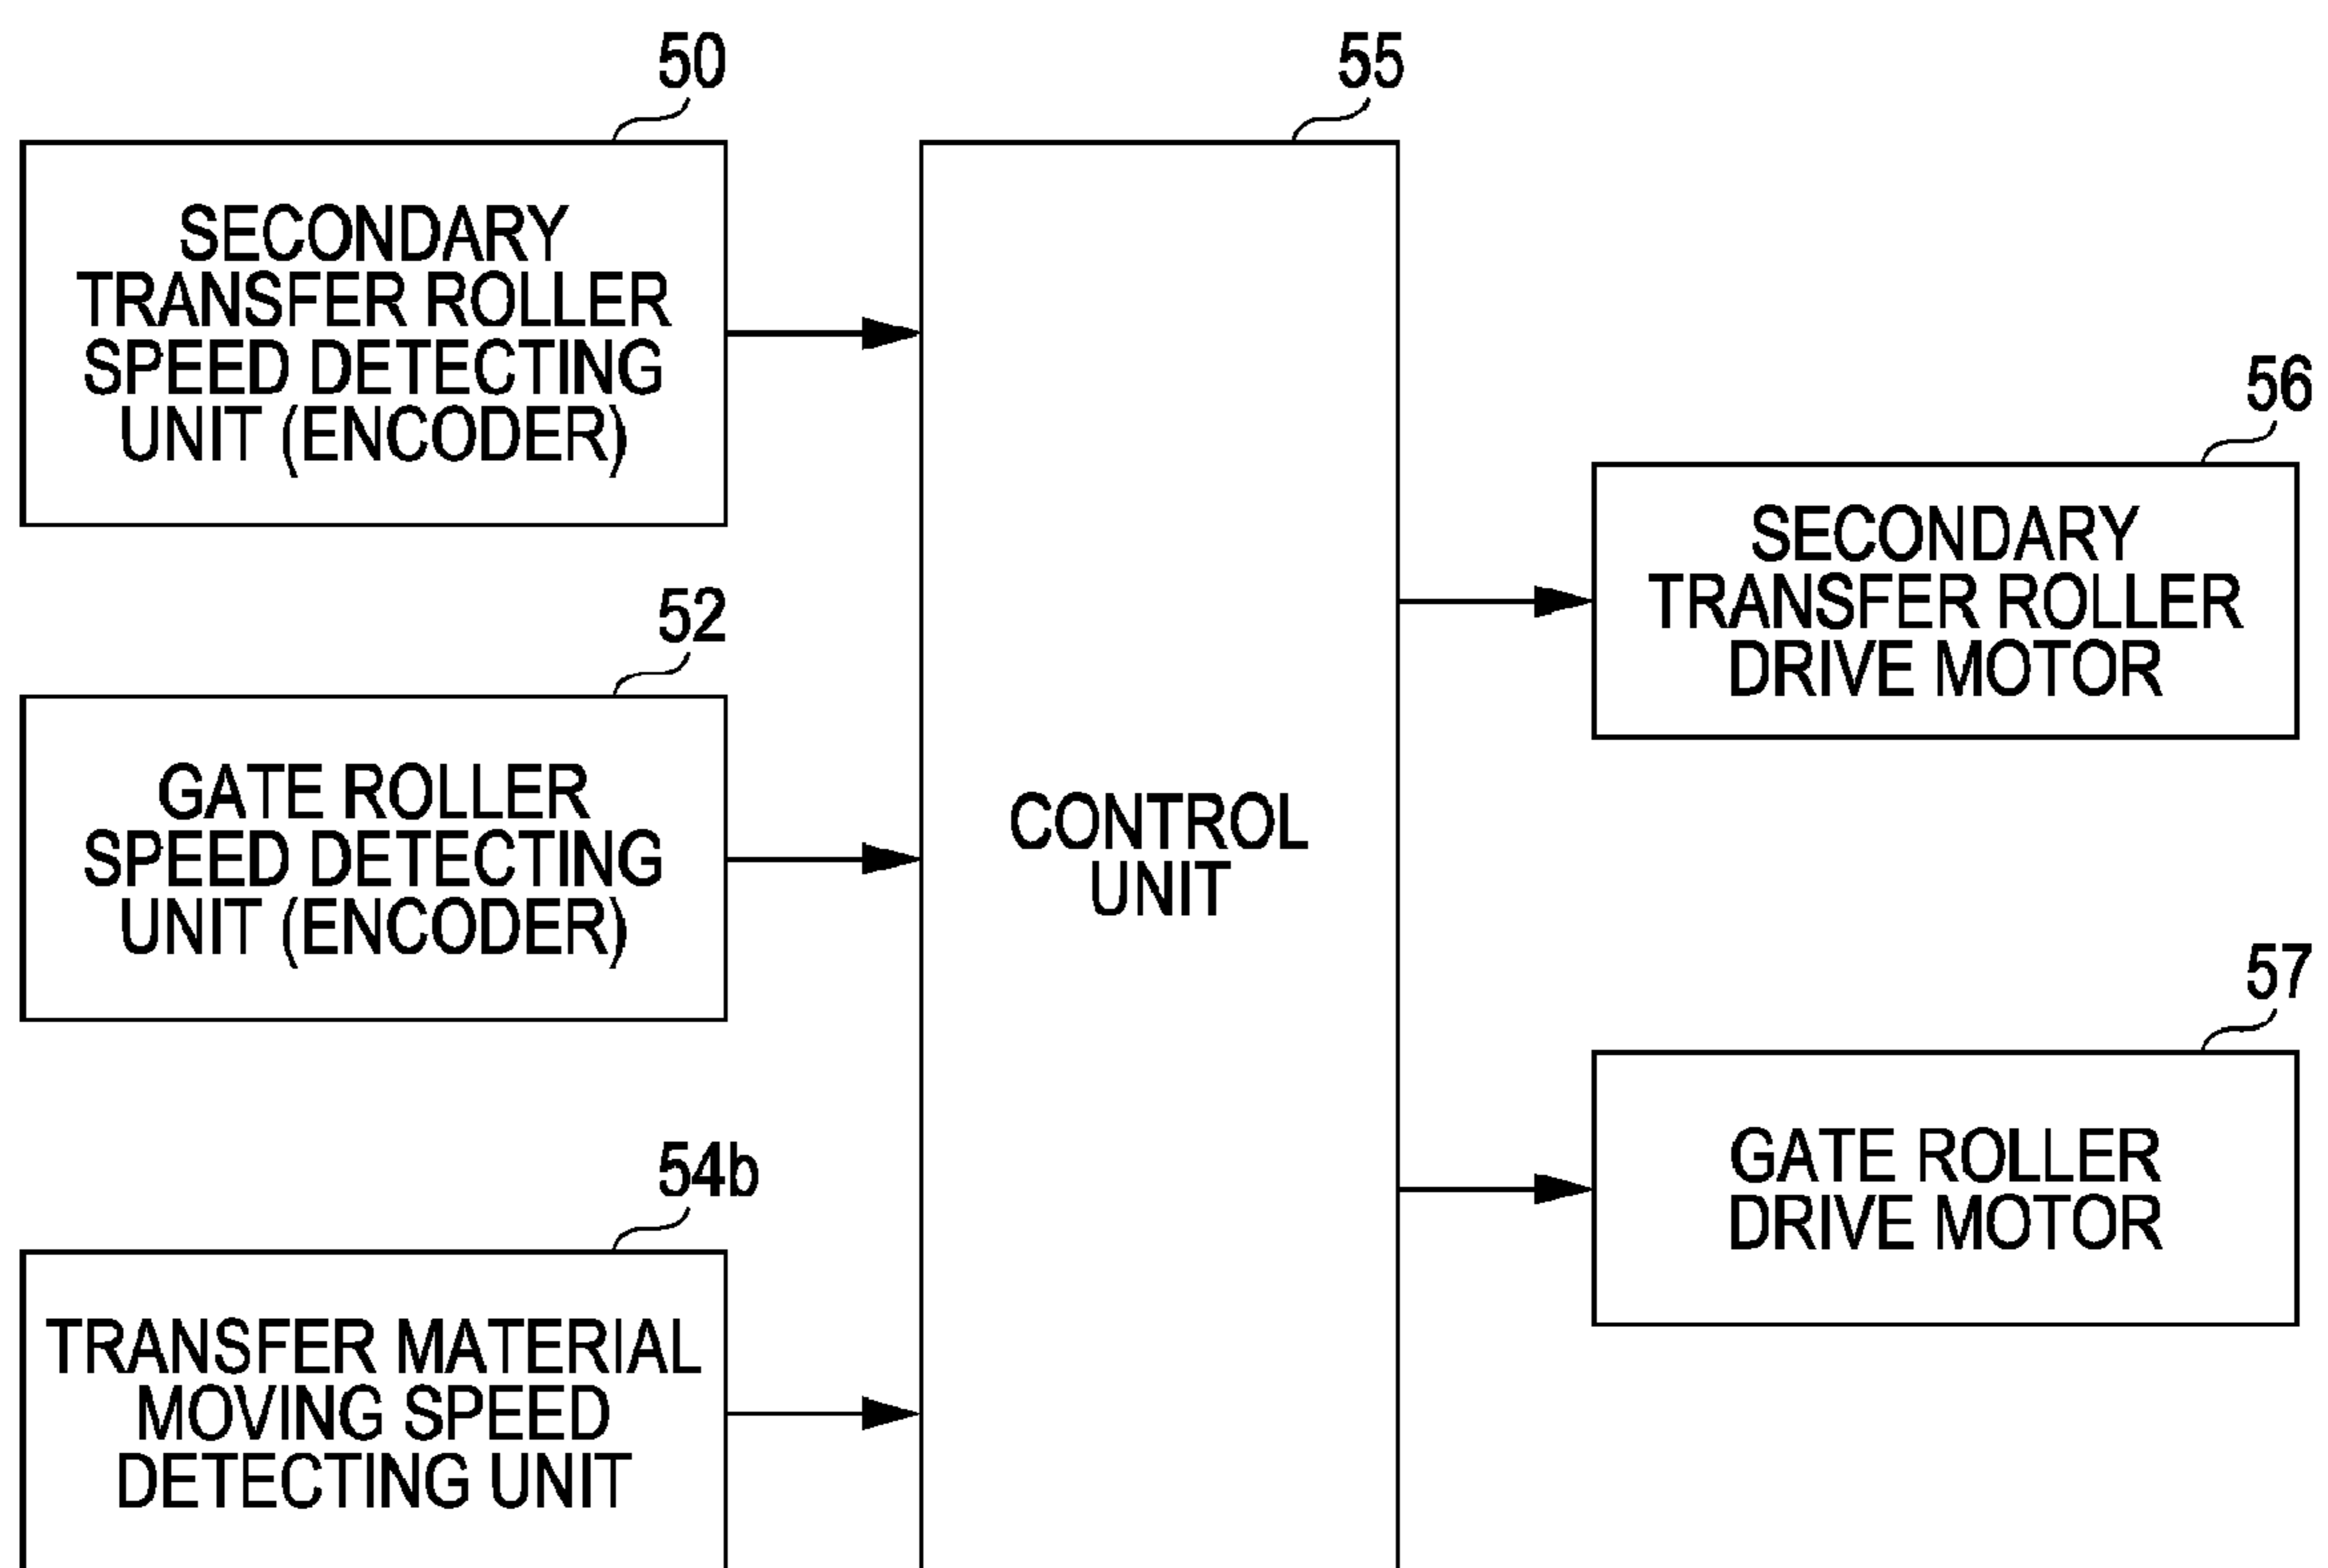 50
SECONDARY
TRANSFER ROLLER
SPEED DETECTING
UNIT (ENCODER)
52
GATE ROLLER
SPEED DETECTING
UNIT (ENCODER)
54b
TRANSFER MATERIAL
MOVING SPEED
DETECTING UNIT
55
CONTROL
UNIT
56
SECONDARY
TRANSFER ROLLER
DRIVE MOTOR
57
GATE ROLLER
DRIVE MOTOR